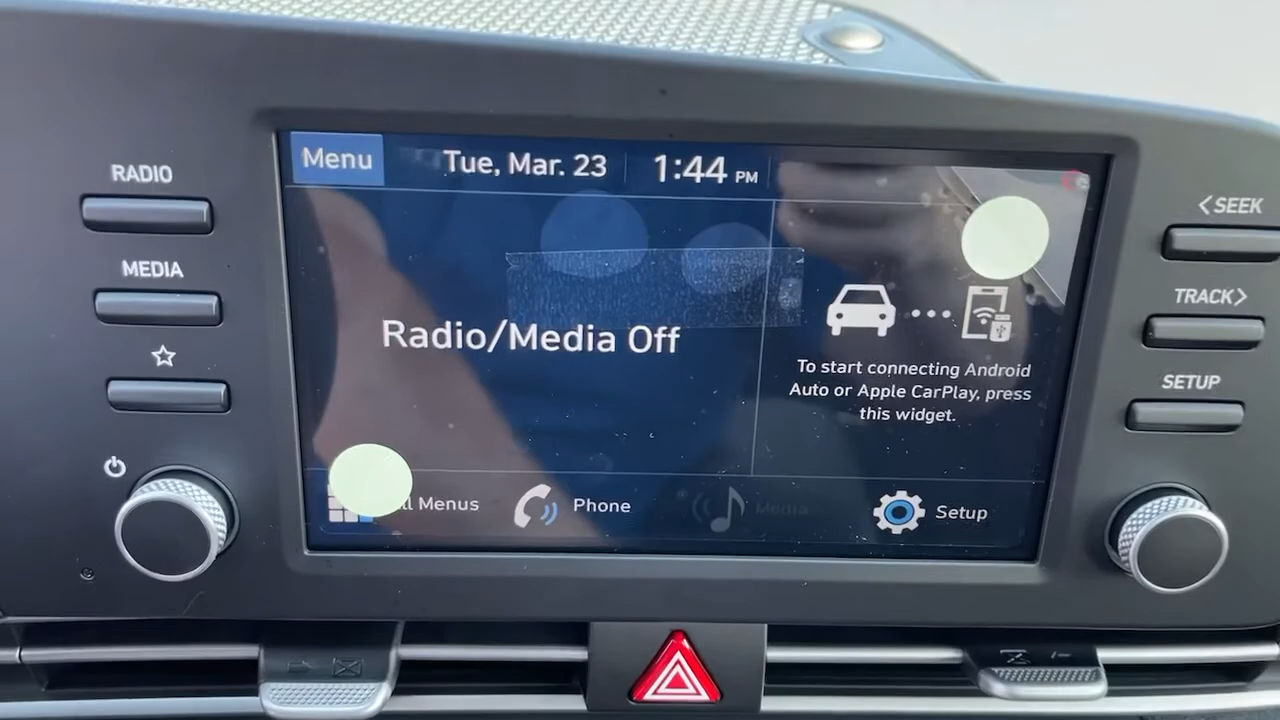 Menu
Tue, Mar. 23
1:44 PM
RADIO
MEDIA
<SEEK
TRACK>
SETUP
Radio/Media Off
To start connecting Android
Auto or Apple CarPlay, press
this widget.
Menus
Phone
Media
Setup